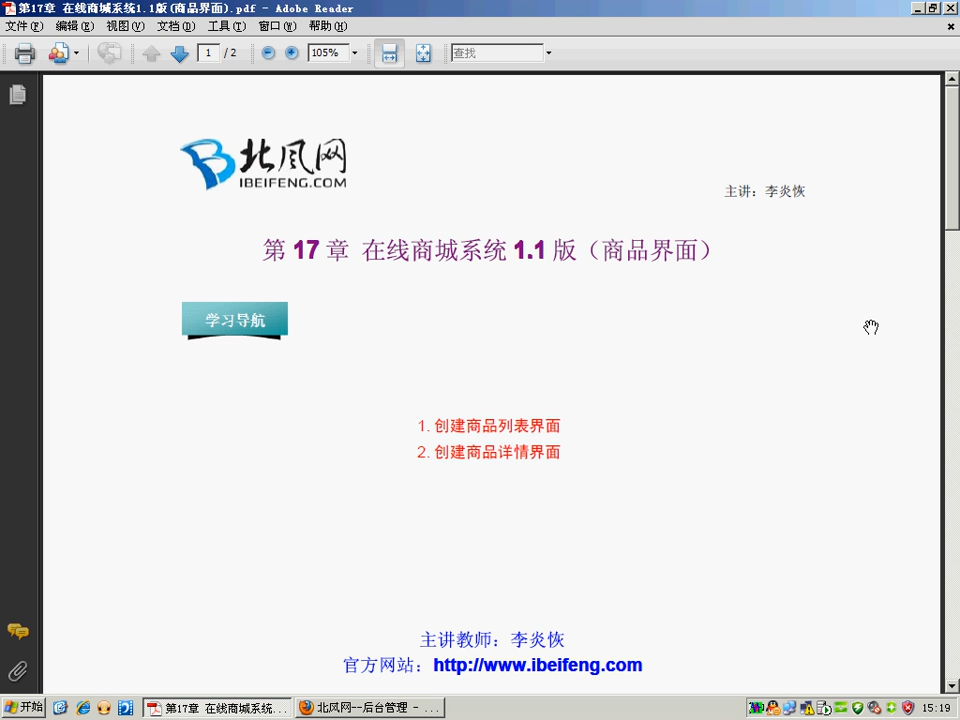 第17章 在线商城系统1.1版(商品界面).pdf - Adobe Reader
文件(F) 编辑(E) 视图(V) 文档(D) 工具(T) 窗口(W) 帮助(H)
1 / 2 105% 查找
北风网
IBEIFENG.COM
主讲：李炎恢
第 17 章 在线商城系统 1.1 版（商品界面）
学习导航
1. 创建商品列表界面
2. 创建商品详情界面
主讲教师：李炎恢
官方网站：http://www.ibeifeng.com
开始 第17章 在线商城系统... 北风网--后台管理 - ... 15:19